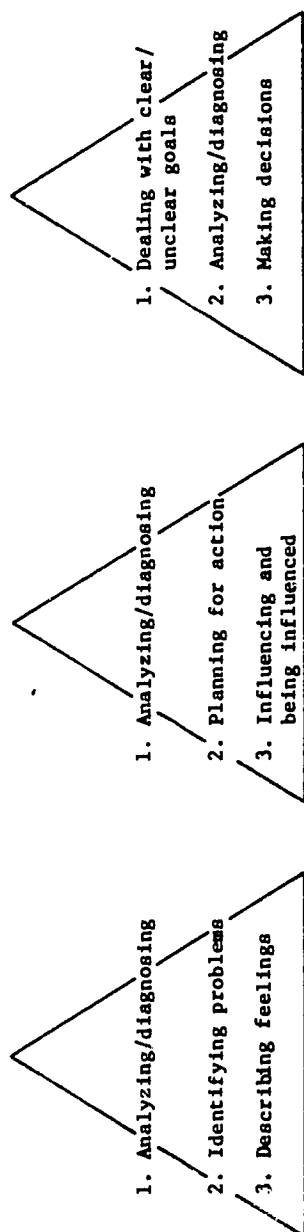 1. Analyzing/diagnosing
2. Identifying problems
3. Describing feelings
1. Analyzing/diagnosing
2. Planning for action
3. Influencing and
being influenced
1. Dealing with clear/
unclear goals
2. Analyzing/diagnosing
3. Making decisions